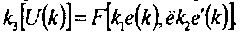 k₃[U(k)] = F[k₁e(k), ëk₂e'(k)].